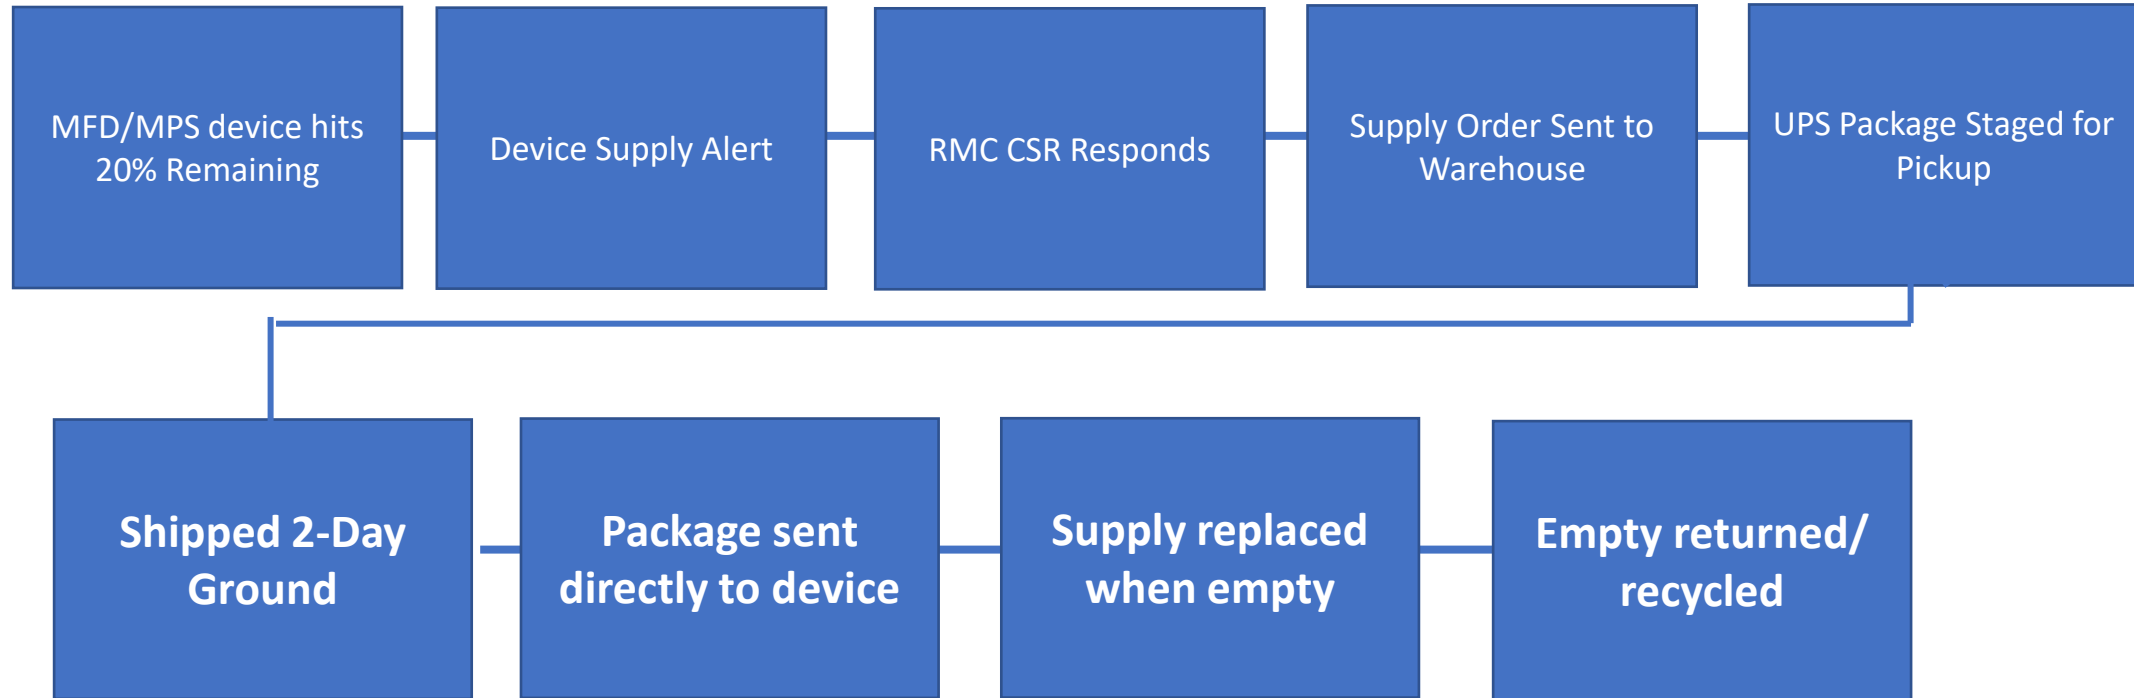 MFD/MPS device hits
20% Remaining
Device Supply Alert
RMC CSR Responds
Supply Order Sent to
Warehouse
UPS Package Staged for
Pickup
Shipped 2-Day
Ground
Package sent
directly to device
Supply replaced
when empty
Empty returned/
recycled